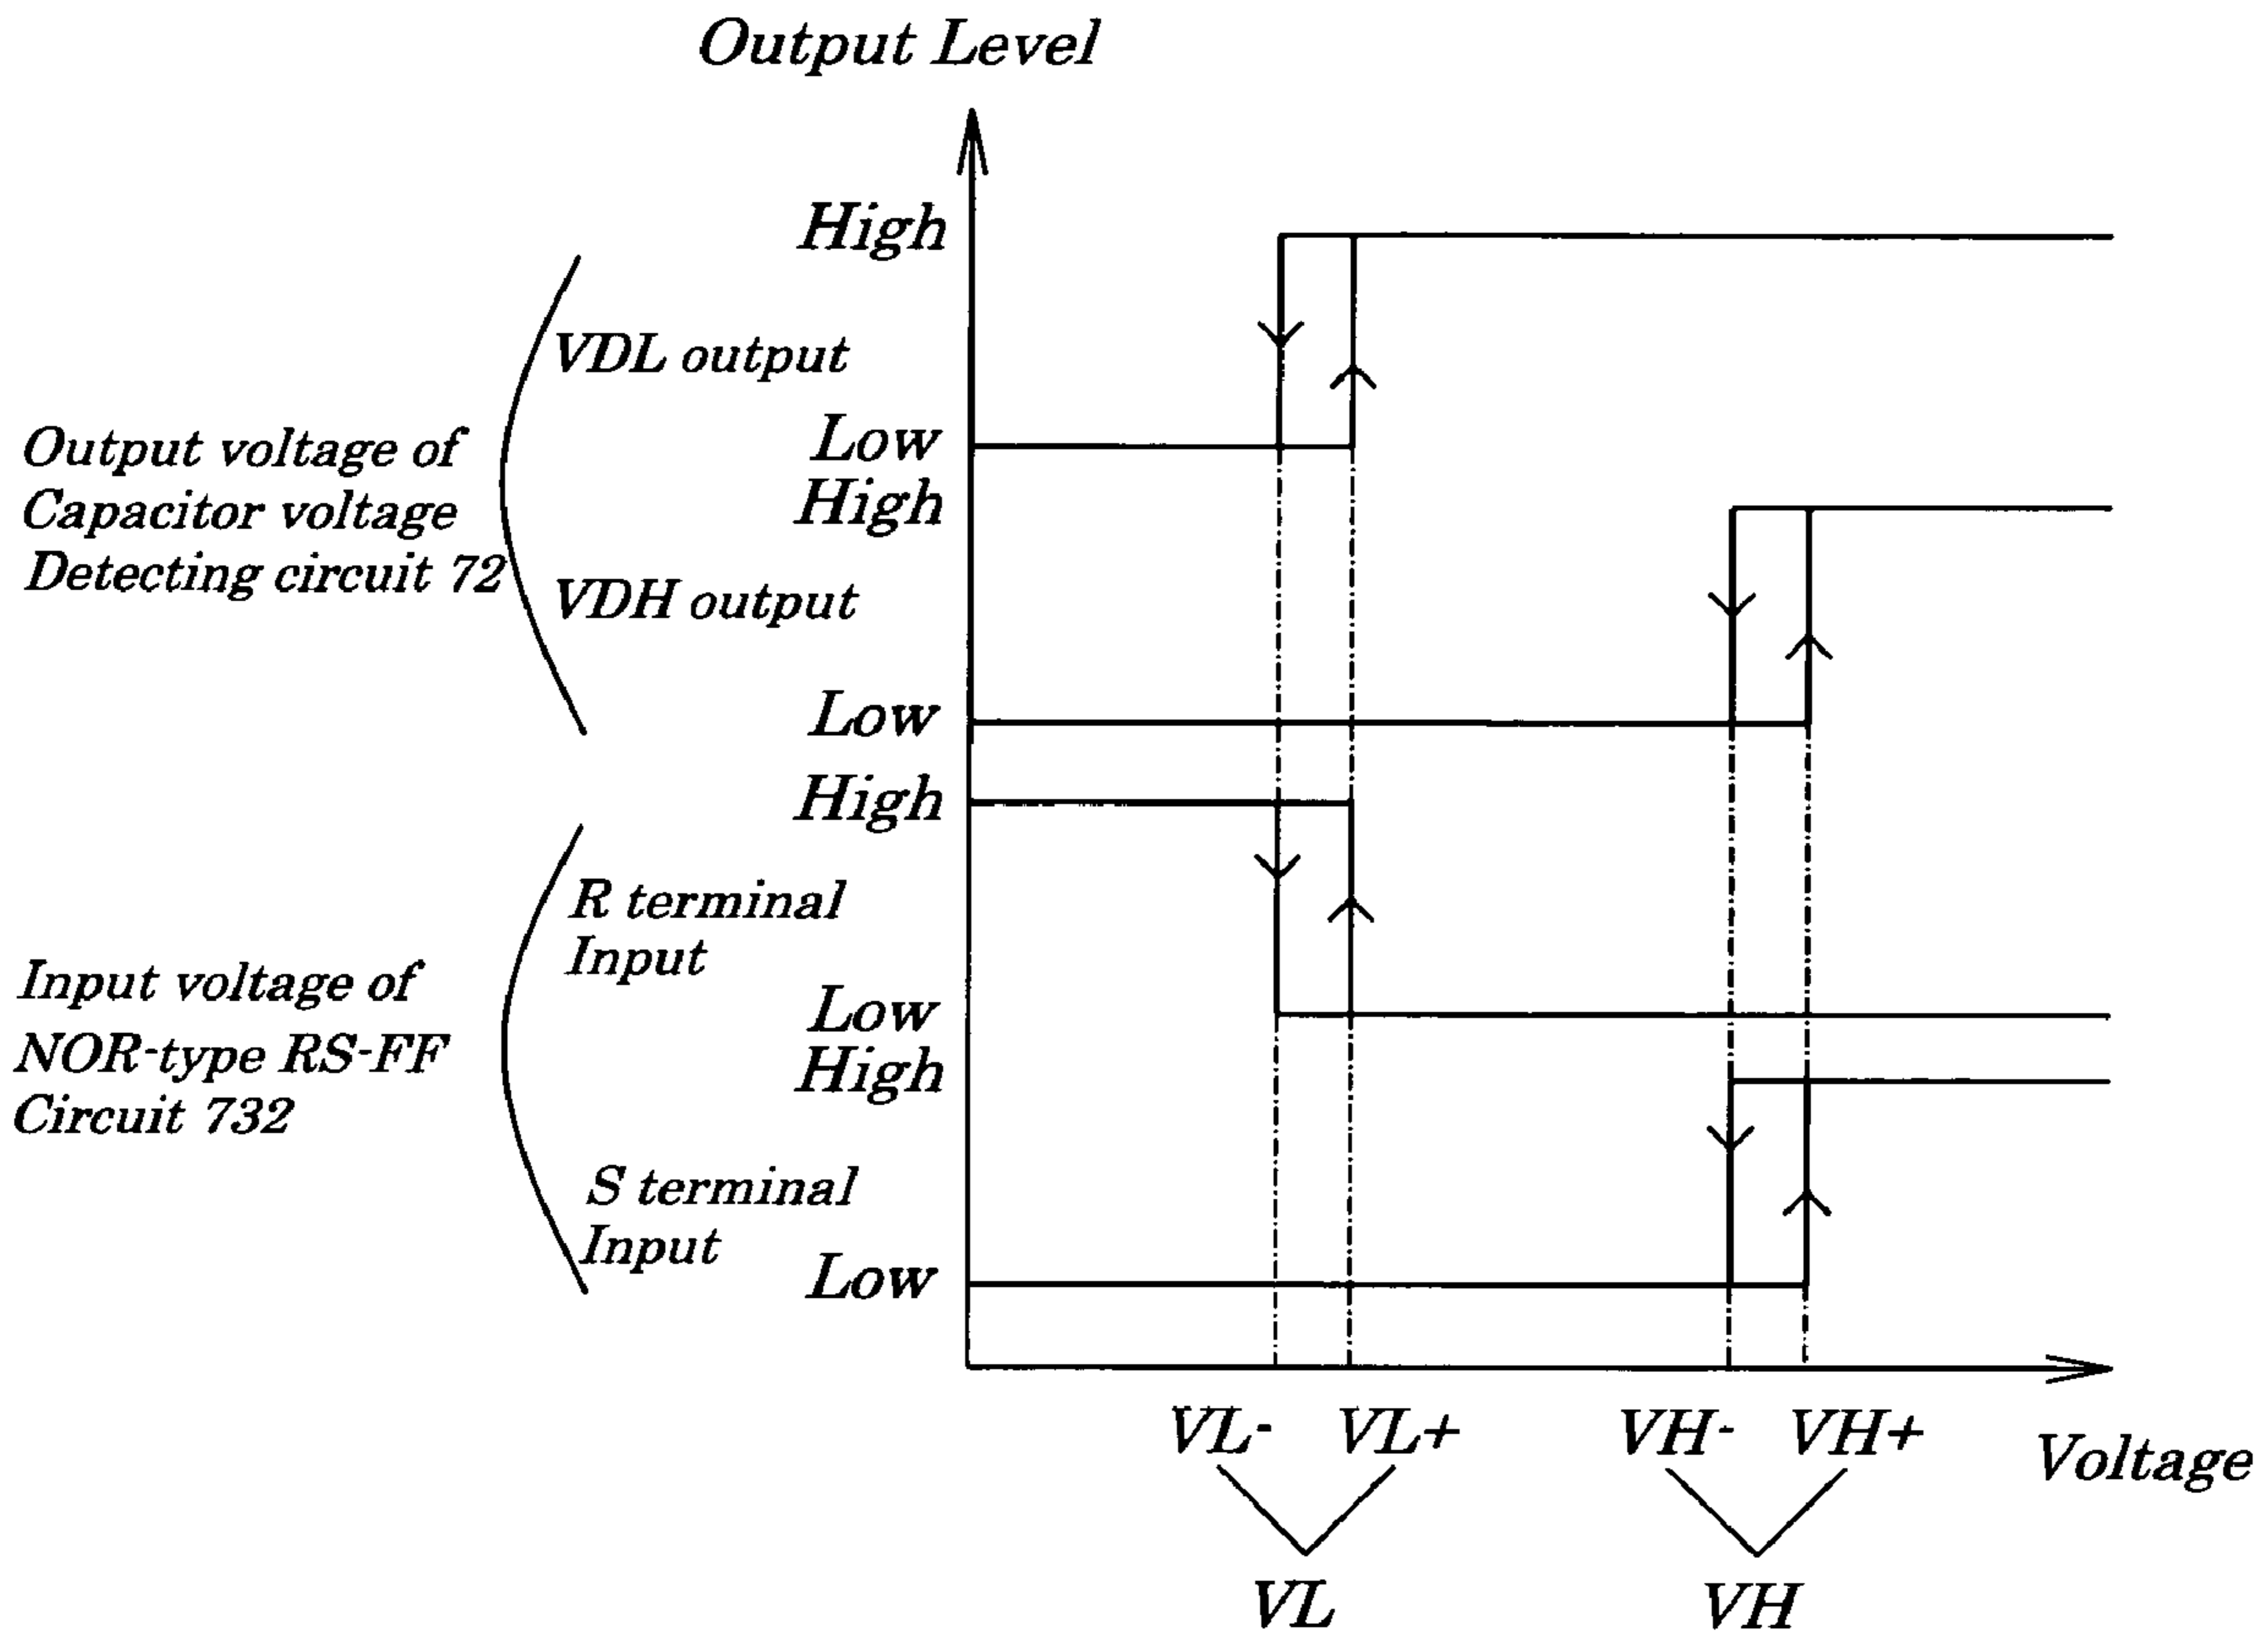 Output Level
High
VDL output
Low
Output voltage of
Capacitor voltage
Detecting circuit 72
High
VDH output
Low
High
R terminal
Input
Low
Input voltage of
NOR-type RS-FF
Circuit 732
High
S terminal
Input
Low
VL- VL+ VH- VH+ Voltage
VL VH